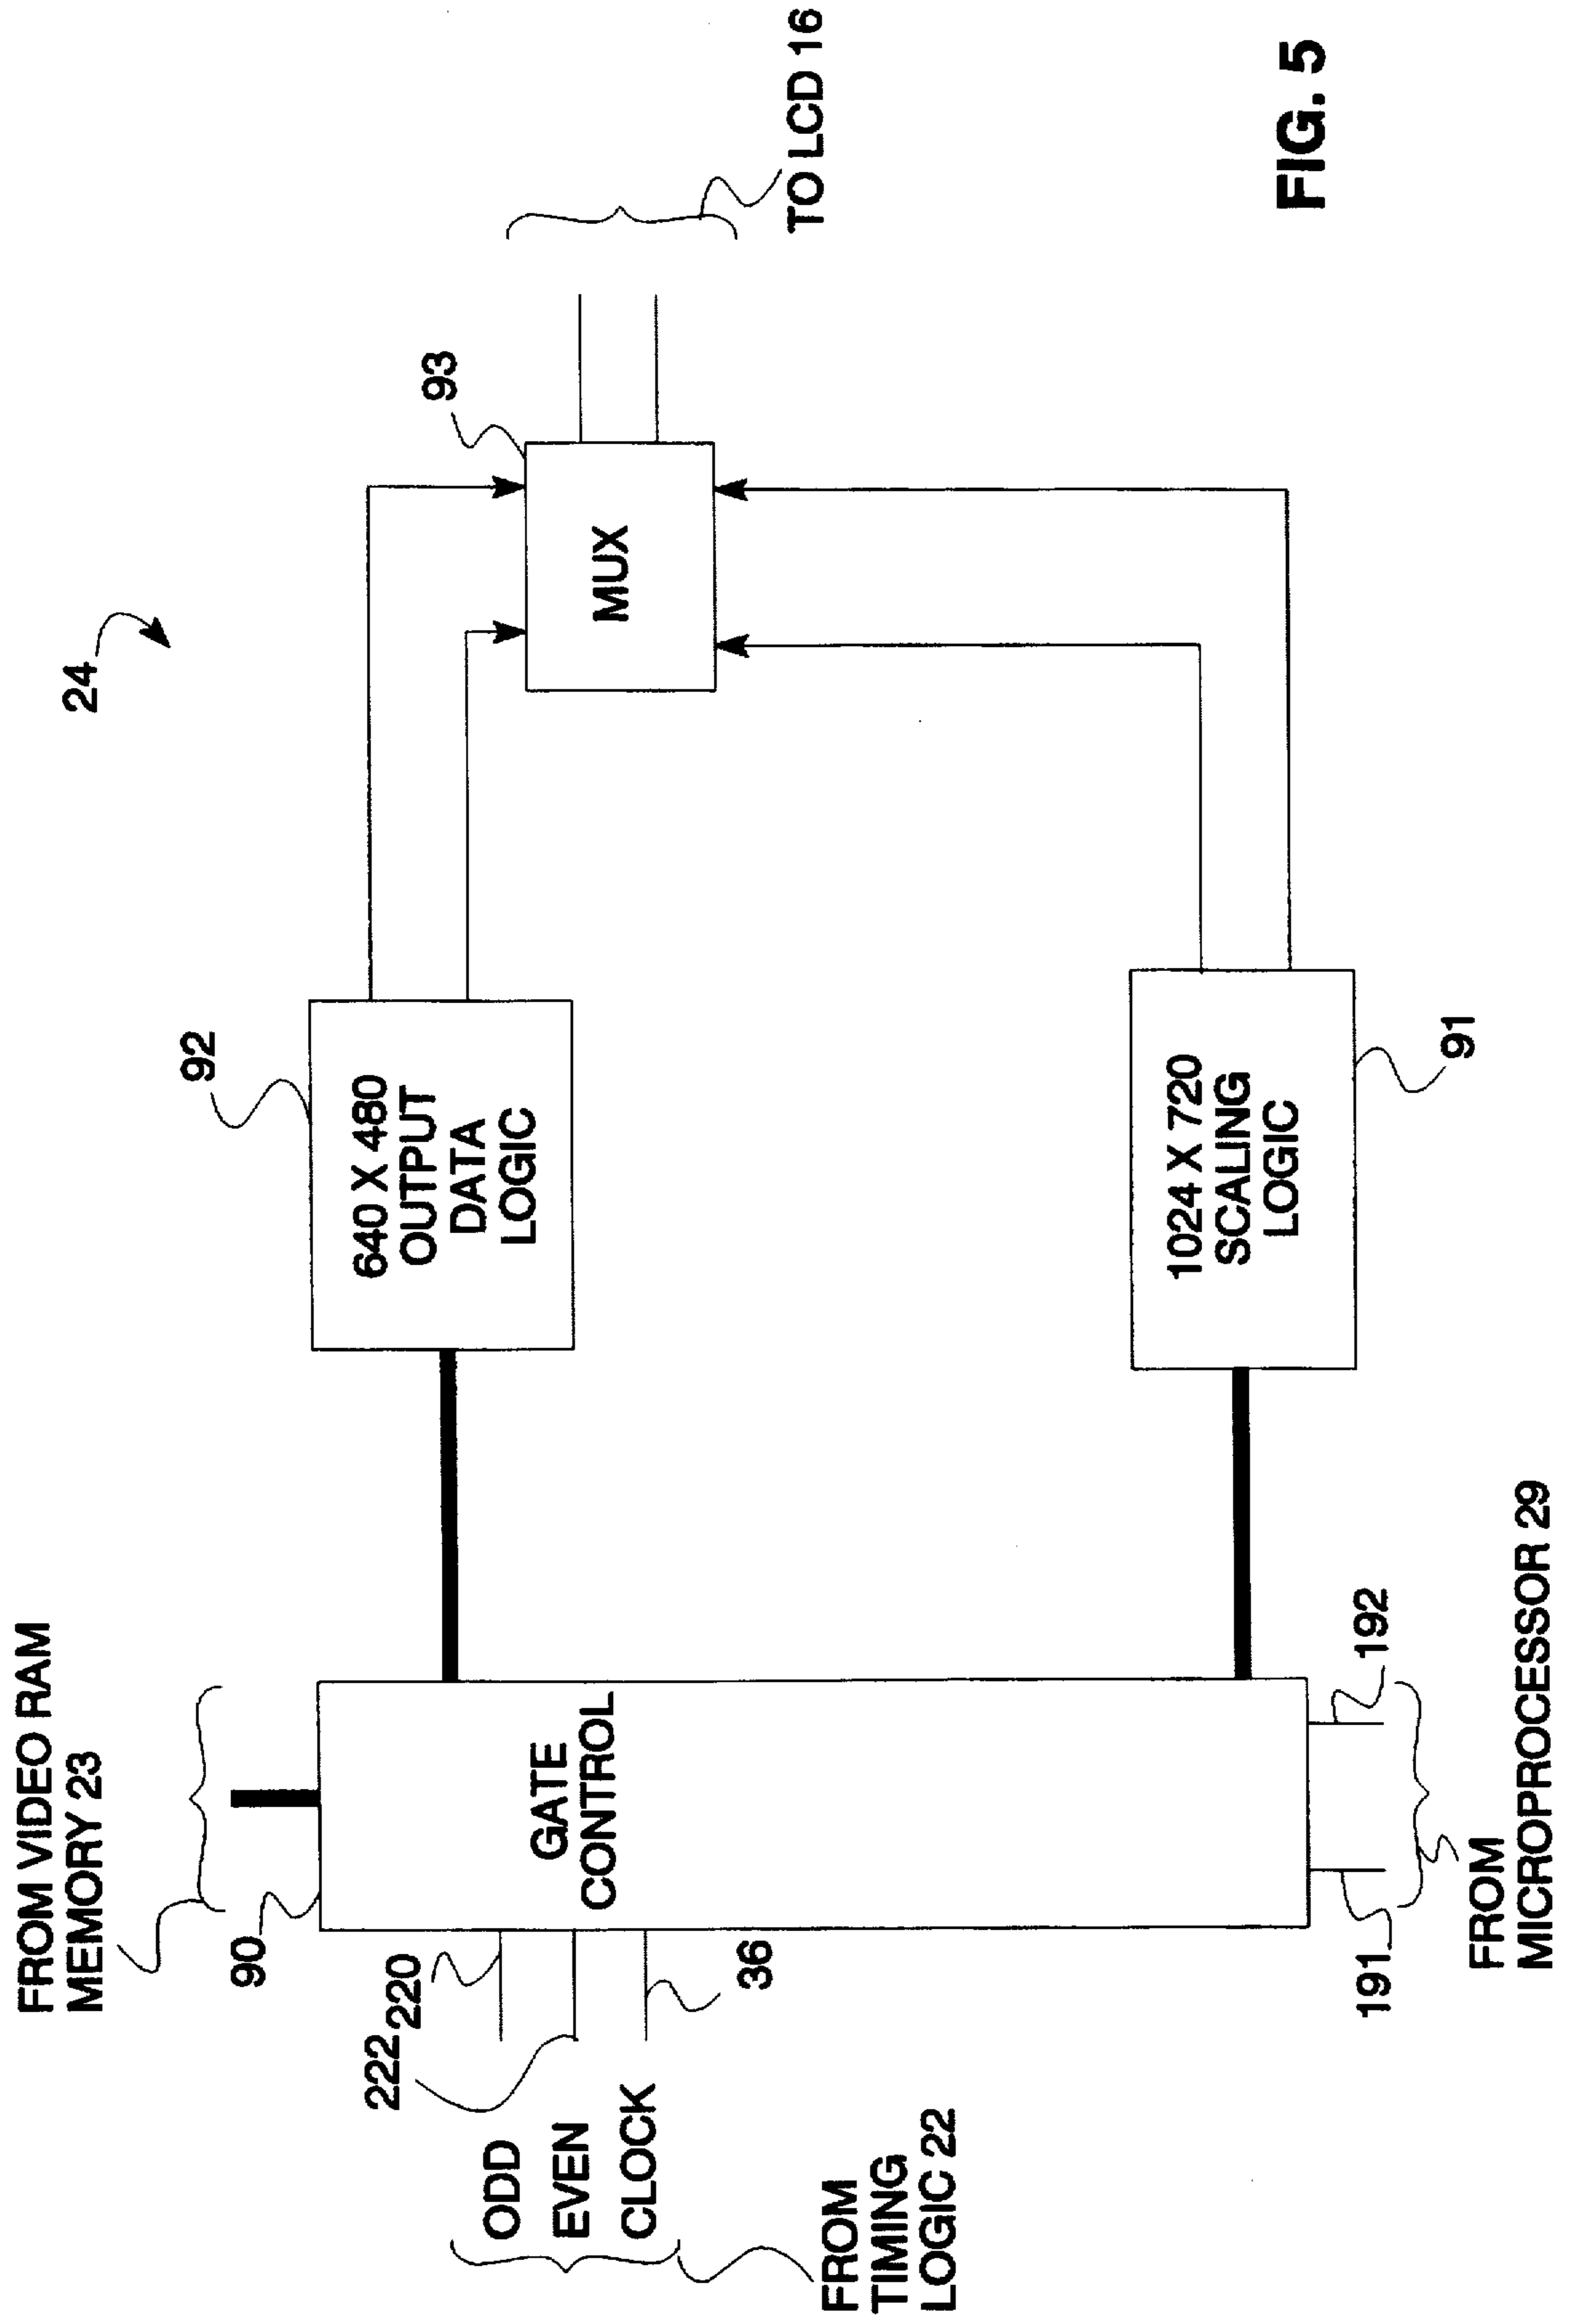 24
FROM VIDEO RAM
MEMORY 23
90
92
93
640 X 480
OUTPUT
DATA
LOGIC
MUX
TO LCD 16
222
220
ODD
EVEN
CLOCK
36
GATE
CONTROL
FROM
TIMING
LOGIC 22
1024 X 720
SCALING
LOGIC
91
191
192
FROM
MICROPROCESSOR 29
FIG. 5